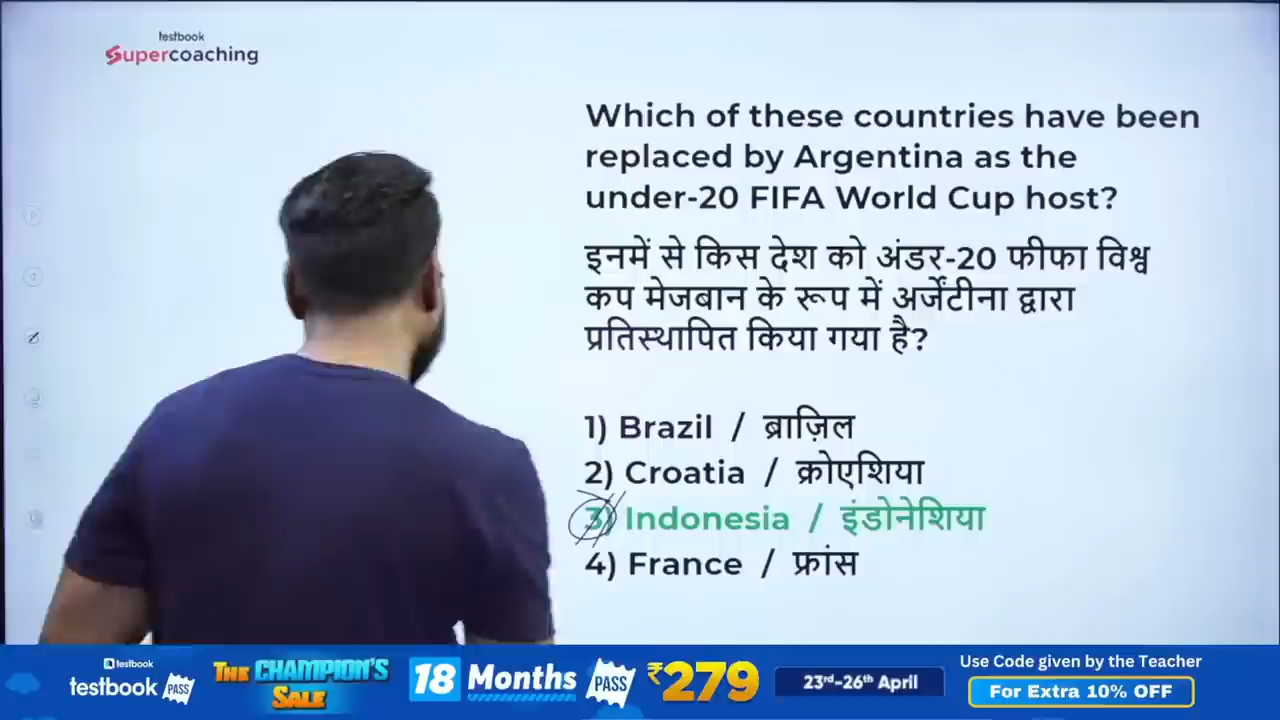 testbook
Supercoaching
Which of these countries have been
replaced by Argentina as the
under-20 FIFA World Cup host?
इनमें से किस देश को अंडर-20 फीफा विश्व
कप मेजबान के रूप में अर्जेंटीना द्वारा
प्रतिस्थापित किया गया है?
1) Brazil / ब्राज़िल
2) Croatia / क्रोएशिया
3) Indonesia / इंडोनेशिया
4) France / फ्रांस
testbook
testbook PASS
THE CHAMPION'S
SALE
18 Months PASS ₹279
23rd-26th April
Use Code given by the Teacher
For Extra 10% OFF